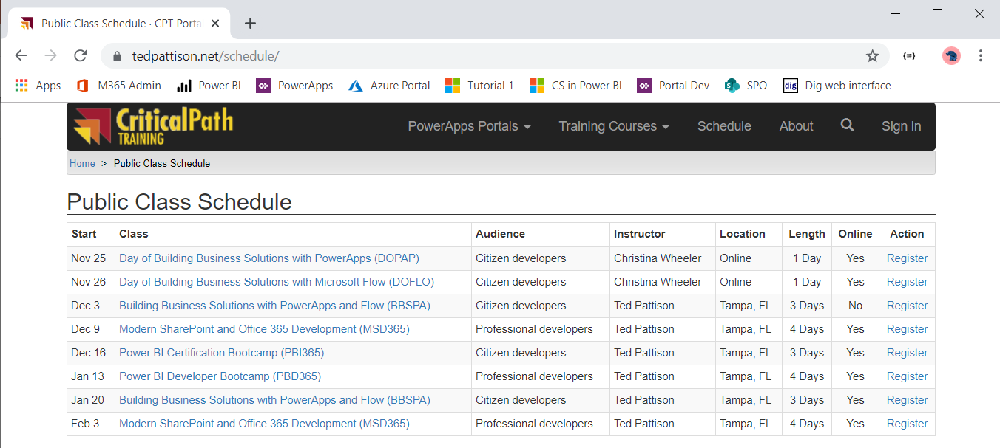 Public Class Schedule · CPT Porta
tedpattison.net/schedule/
Apps M365 Admin Power BI PowerApps Azure Portal Tutorial 1 CS in Power BI Portal Dev SPO dig Dig web interface
CriticalPath
TRAINING
PowerApps Portals Training Courses Schedule About Sign in
Home > Public Class Schedule
Public Class Schedule
Start Class Audience Instructor Location Length Online Action
Nov 25 Day of Building Business Solutions with PowerApps (DOPAP) Citizen developers Christina Wheeler Online 1 Day Yes Register
Nov 26 Day of Building Business Solutions with Microsoft Flow (DOFLO) Citizen developers Christina Wheeler Online 1 Day Yes Register
Dec 3 Building Business Solutions with PowerApps and Flow (BBSPA) Citizen developers Ted Pattison Tampa, FL 3 Days No Register
Dec 9 Modern SharePoint and Office 365 Development (MSD365) Professional developers Ted Pattison Tampa, FL 4 Days Yes Register
Dec 16 Power BI Certification Bootcamp (PBI365) Citizen developers Ted Pattison Tampa, FL 3 Days Yes Register
Jan 13 Power BI Developer Bootcamp (PBD365) Professional developers Ted Pattison Tampa, FL 4 Days Yes Register
Jan 20 Building Business Solutions with PowerApps and Flow (BBSPA) Citizen developers Ted Pattison Tampa, FL 3 Days Yes Register
Feb 3 Modern SharePoint and Office 365 Development (MSD365) Professional developers Ted Pattison Tampa, FL 4 Days Yes Register